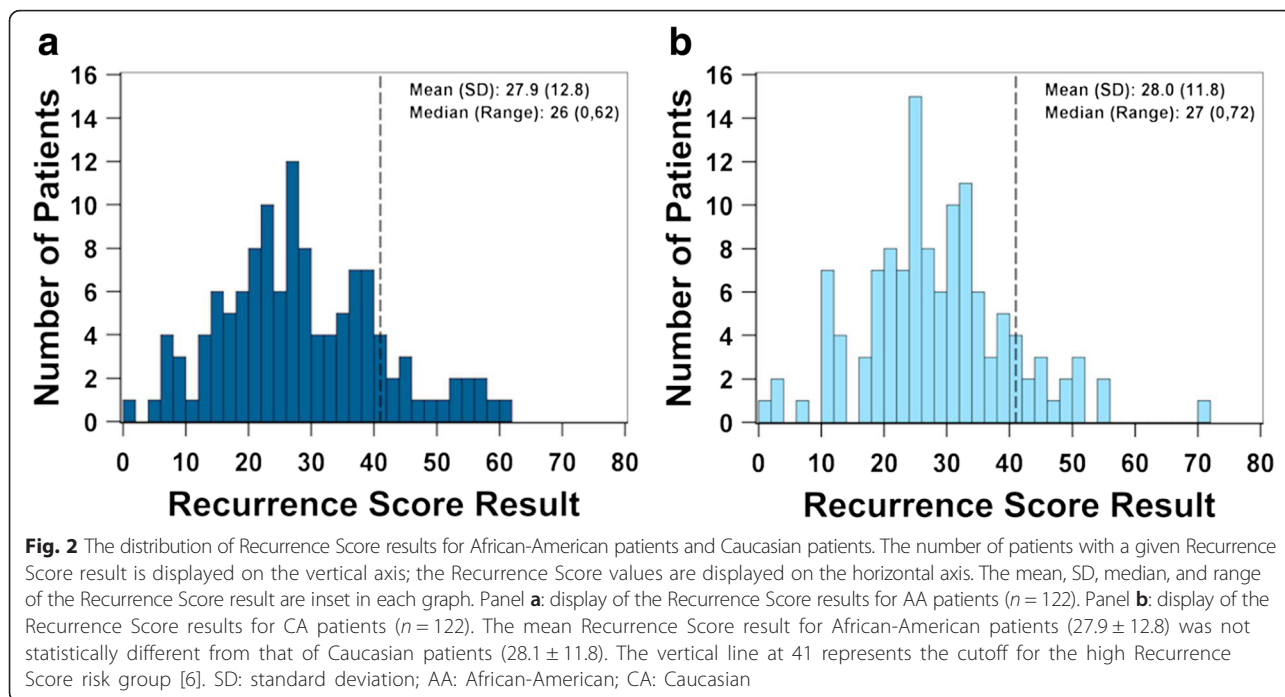 a
Number of Patients
16
14
12
10
8
6
4
2
0
Mean (SD): 27.9 (12.8)
Median (Range): 26 (0,62)
0 10 20 30 40 50 60 70 80
Recurrence Score Result
b
Number of Patients
16
14
12
10
8
6
4
2
0
Mean (SD): 28.0 (11.8)
Median (Range): 27 (0,72)
0 10 20 30 40 50 60 70 80
Recurrence Score Result
Fig. 2 The distribution of Recurrence Score results for African-American patients and Caucasian patients. The number of patients with a given Recurrence
Score result is displayed on the vertical axis; the Recurrence Score values are displayed on the horizontal axis. The mean, SD, median, and range
of the Recurrence Score result are inset in each graph. Panel a: display of the Recurrence Score results for AA patients (n = 122). Panel b: display of the
Recurrence Score results for CA patients (n = 122). The mean Recurrence Score result for African-American patients (27.9 ± 12.8) was not
statistically different from that of Caucasian patients (28.1 ± 11.8). The vertical line at 41 represents the cutoff for the high Recurrence
Score risk group [6]. SD: standard deviation; AA: African-American; CA: Caucasian